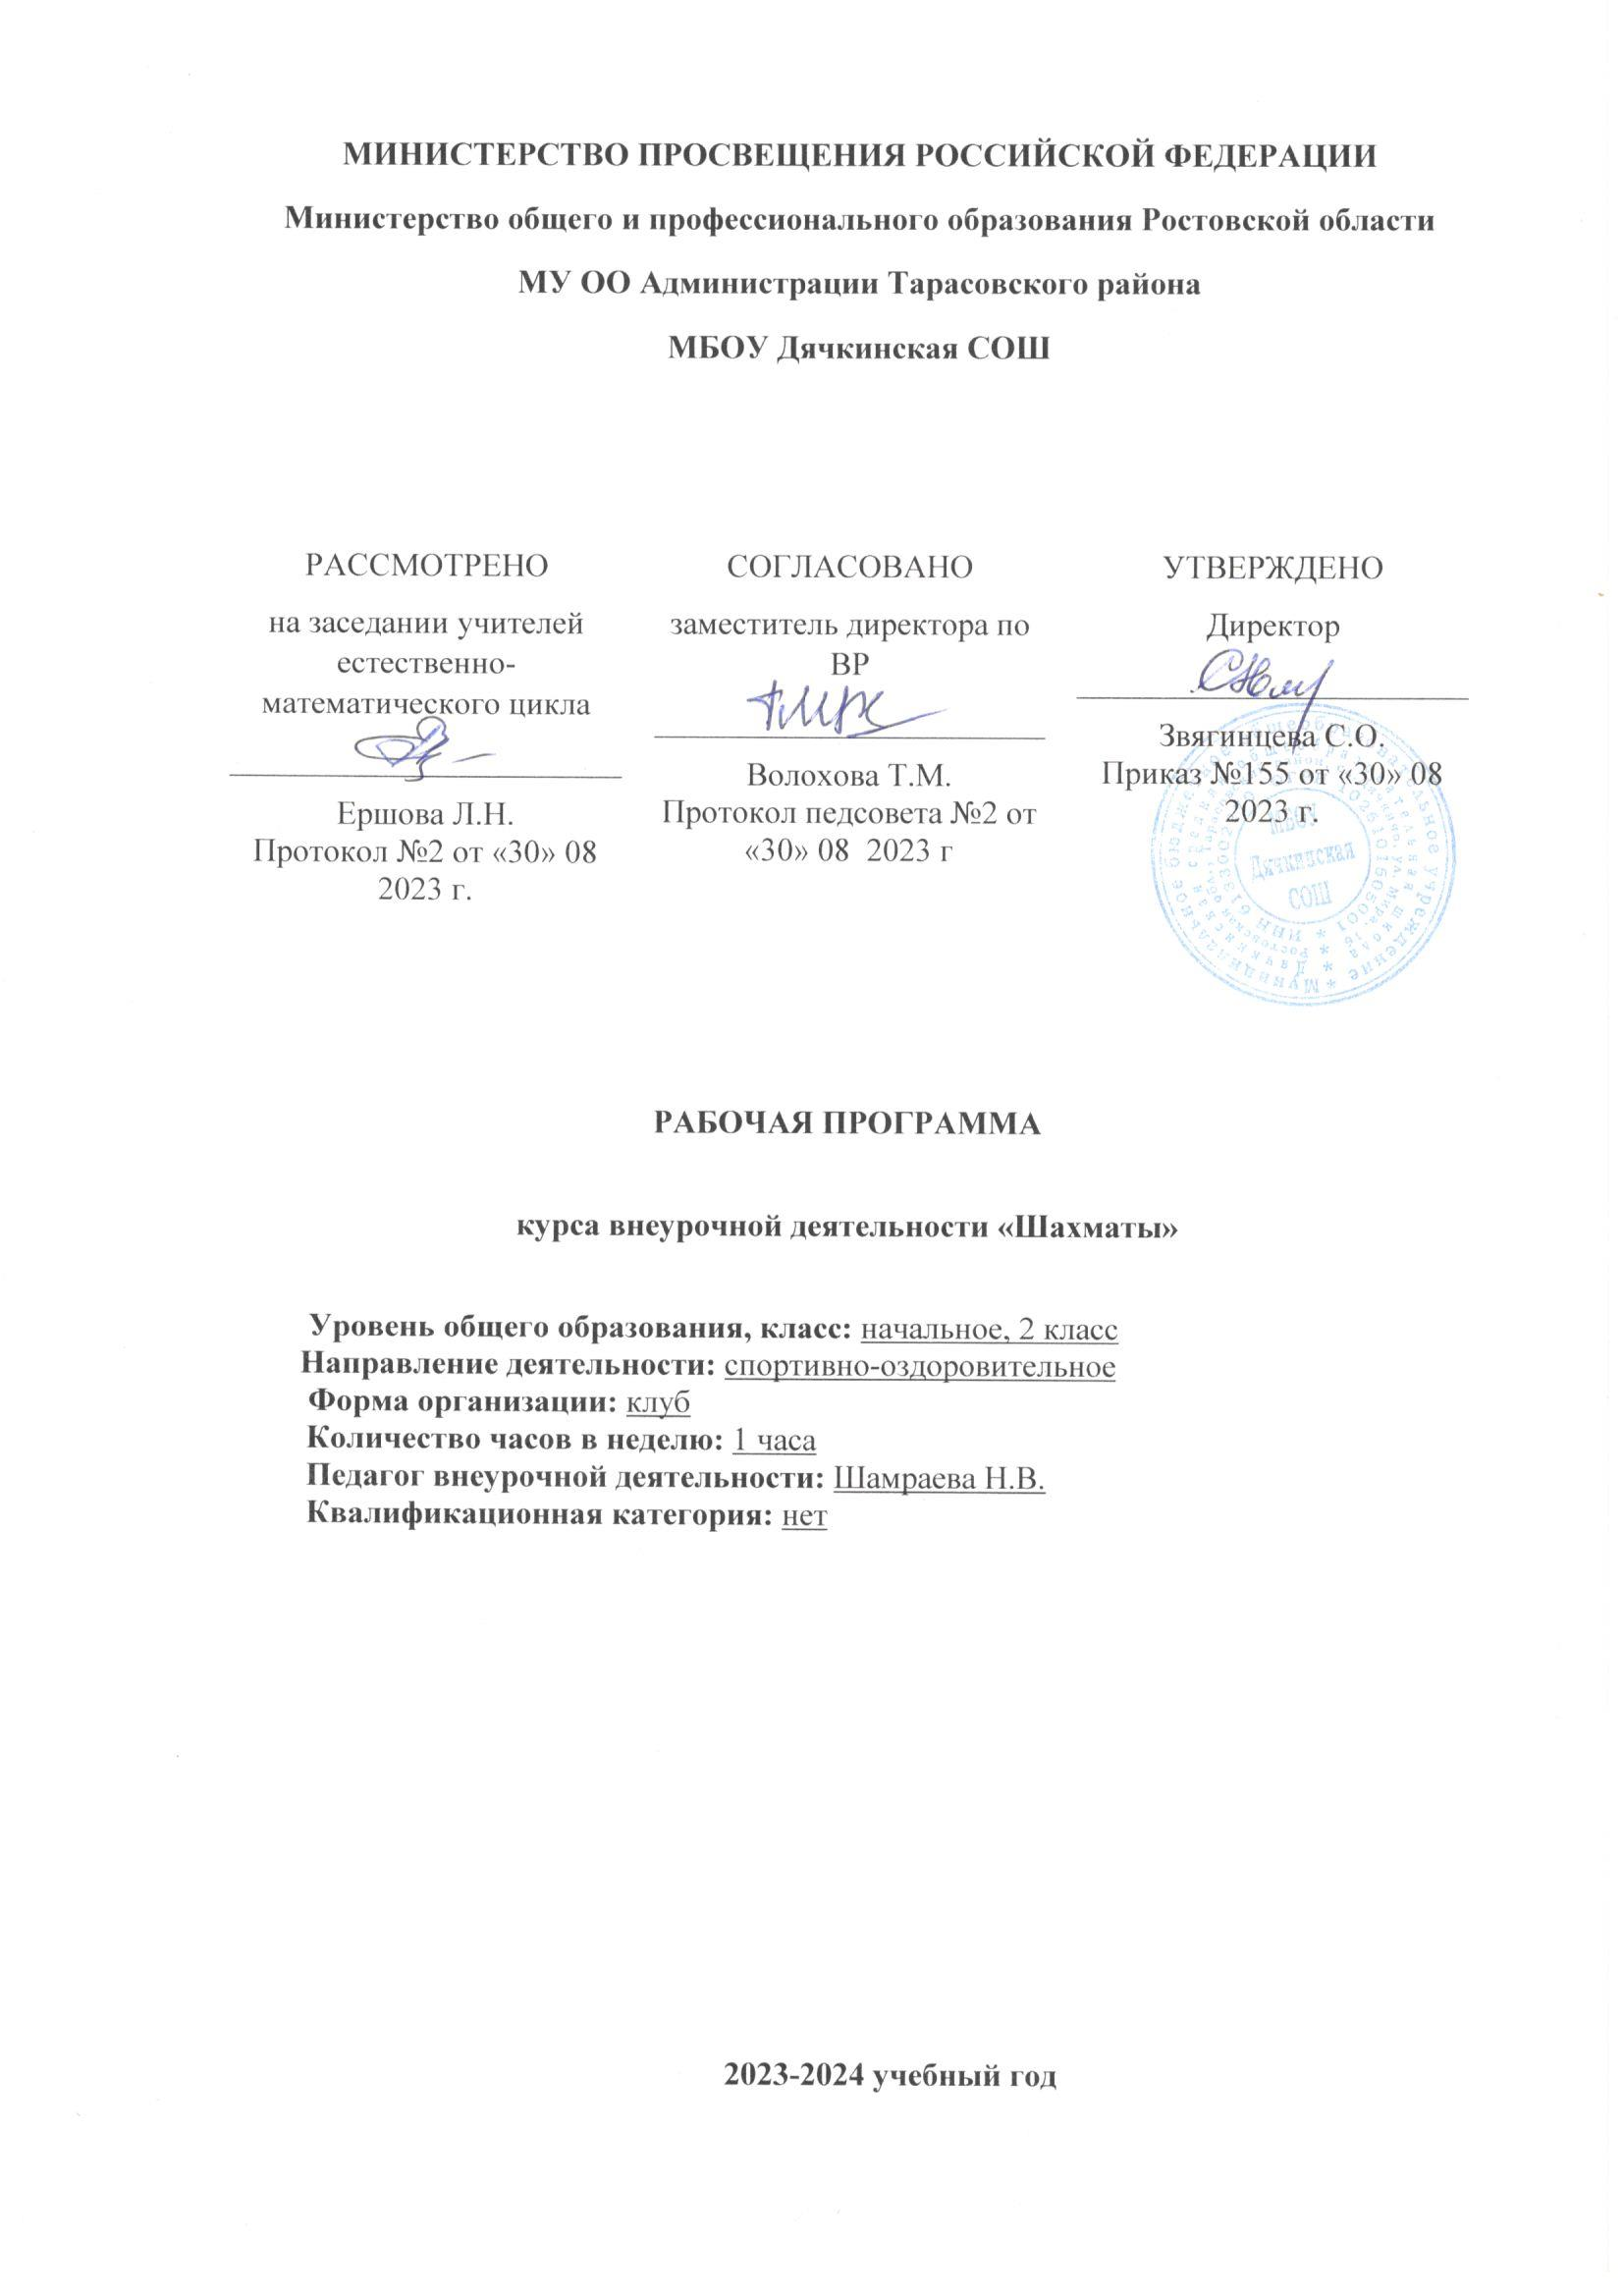 МИНИСТЕРСТВО ПРОСВЕЩЕНИЯ РОССИЙСКОЙ ФЕДЕРАЦИИ
Министерство общего и профессионального образования Ростовской области
МУ ОО Администрации Тарасовского района
МБОУ Дячкинская СОШ
РАССМОТРЕНО
на заседании учителей
естественно-
математического цикла
Ершова Л.Н.
Протокол №2 от «30» 08
2023 г.
СОГЛАСОВАНО
заместитель директора по
ВР
Волохова Т.М.
Протокол педсовета №2 от
«30» 08 2023 г
УТВЕРЖДЕНО
Директор
Звягинцева С.О.
Приказ №155 от «30» 08
2023 г.
МБОУ
Дячкинская
СОШ
РАБОЧАЯ ПРОГРАММА
курса внеурочной деятельности «Шахматы»
Уровень общего образования, класс: начальное, 2 класс
Направление деятельности: спортивно-оздоровительное
Форма организации: клуб
Количество часов в неделю: 1 часа
Педагог внеурочной деятельности: Шамраева Н.В.
Квалификационная категория: нет
2023-2024 учебный год